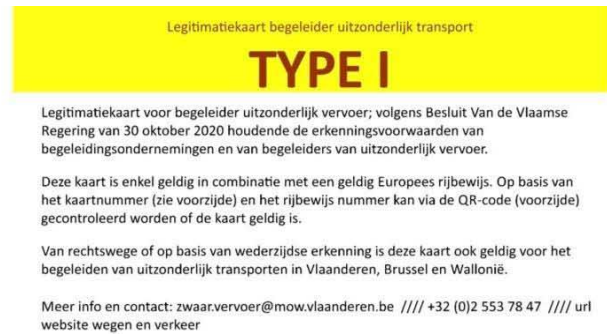 Legitimatiekaart begeleider uitzonderlijk transport
TYPE I
Legitimatiekaart voor begeleider uitzonderlijk vervoer; volgens Besluit Van de Vlaamse
Regering van 30 oktober 2020 houdende de erkenningsvoorwaarden van
begeleidingsondernemingen en van begeleiders van uitzonderlijk vervoer.
Deze kaart is enkel geldig in combinatie met een geldig Europees rijbewijs. Op basis van
het kaartnummer (zie voorzijde) en het rijbewijs nummer kan via de QR-code (voorzijde)
gecontroleerd worden of de kaart geldig is.
Van rechtswege of op basis van wederzijdse erkenning is deze kaart ook geldig voor het
begeleiden van uitzonderlijk transporten in Vlaanderen, Brussel en Wallonië.
Meer info en contact: zwaar.vervoer@mow.vlaanderen.be //// +32 (0)2 553 78 47 //// url
website wegen en verkeer